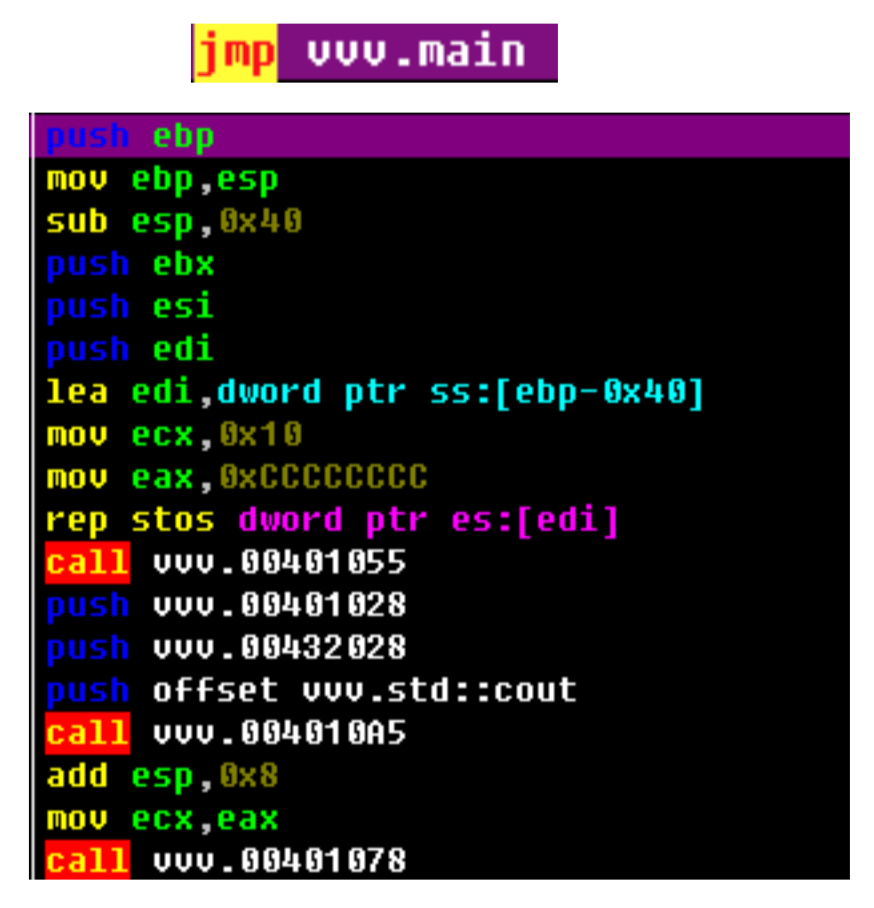 jmp vvv.main
push ebp
mov ebp,esp
sub esp,0x40
push ebx
push esi
push edi
lea edi,dword ptr ss:[ebp-0x40]
mov ecx,0x10
mov eax,0xCCCCCCCC
rep stos dword ptr es:[edi]
call vvv.00401055
push vvv.00401028
push vvv.00432028
push offset vvv.std::cout
call vvv.004010A5
add esp,0x8
mov ecx,eax
call vvv.00401078